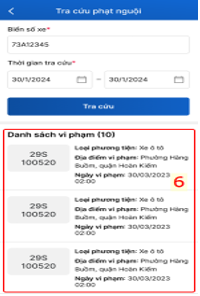 Tra cứu phạt nguội
Biển số xe*
73A12345
Thời gian tra cứu*
30/1/2024 – 30/1/2024
Tra cứu
Danh sách vi phạm (10)
29S
100520
Loại phương tiện: Xe ô tô
Địa điểm vi phạm: Phường Hàng
Buồm, quận Hoàn Kiếm
Ngày vi phạm: 30/03/2023
02:00
6
29S
100520
Loại phương tiện: Xe ô tô
Địa điểm vi phạm: Phường Hàng
Buồm, quận Hoàn Kiếm
Ngày vi phạm: 30/03/2023
02:00
29S
100520
Loại phương tiện: Xe ô tô
Địa điểm vi phạm: Phường Hàng
Buồm, quận Hoàn Kiếm
Ngày vi phạm: 30/03/2023
02:00